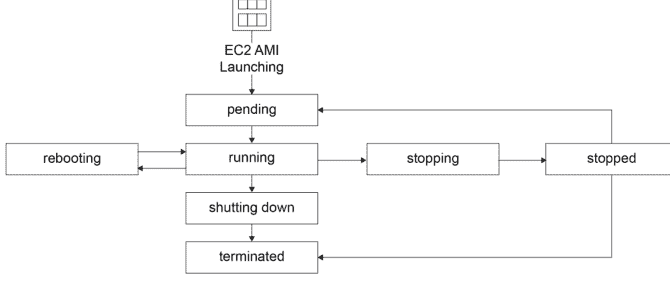 EC2 AMI
Launching
pending
rebooting
running
stopping
stopped
shutting down
terminated